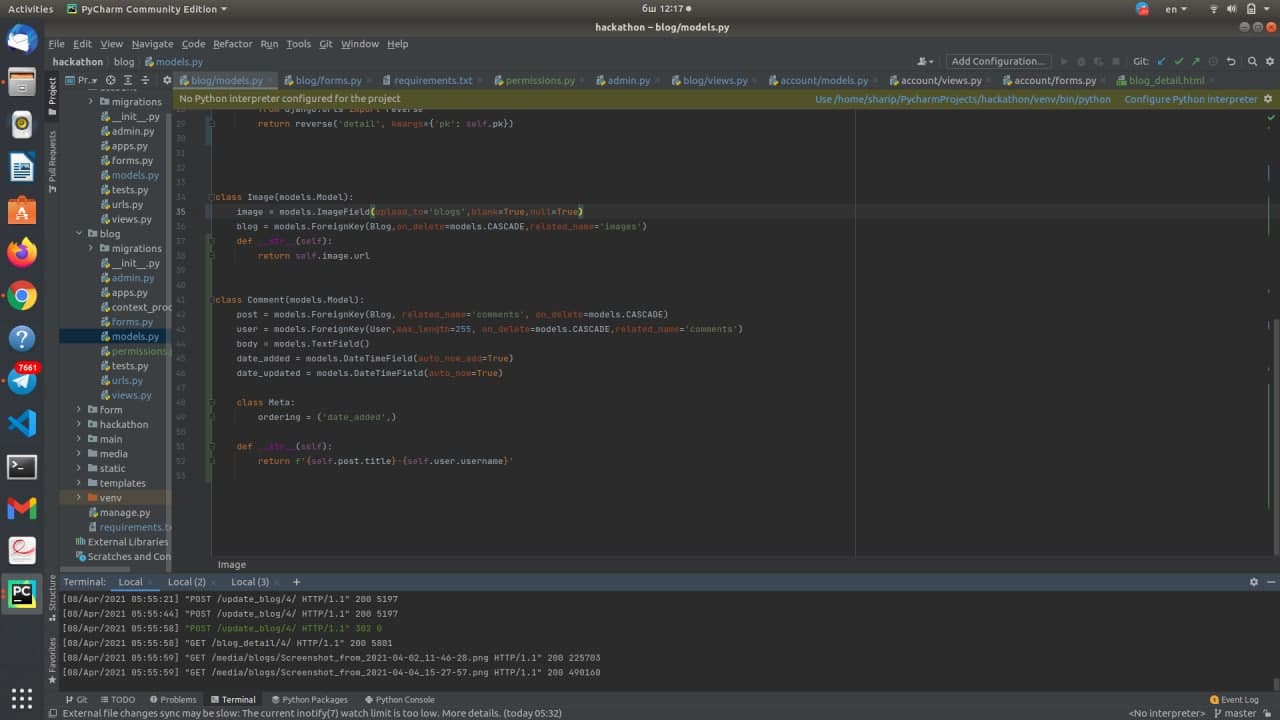 Activities PyCharm Community Edition бш 12:17 en
hackathon – blog/models.py
File Edit View Navigate Code Refactor Run Tools Git Window Help
hackathon blog models.py Add Configuration... Git:
Project
Pr...
blog/models.py blog/forms.py requirements.txt permissions.py admin.py blog/views.py account/models.py account/views.py account/forms.py blog_detail.html
No Python interpreter configured for the project Use /home/sharip/PycharmProjects/hackathon/venv/bin/python Configure Python interpreter
Pull Requests
migrations
__init__.py
admin.py
apps.py
forms.py
models.py
tests.py
urls.py
views.py
blog
migrations
__init__.py
admin.py
apps.py
context_proc
forms.py
models.py
permissions.
tests.py
urls.py
views.py
form
hackathon
main
media
static
templates
venv
manage.py
requirements.tx
External Libraries
Scratches and Con
7661
29 return reverse('detail', kwargs={'pk': self.pk})
30
31
32
33
34 class Image(models.Model):
35 image = models.ImageField(upload_to='blogs',blank=True,null=True)
36 blog = models.ForeignKey(Blog,on_delete=models.CASCADE,related_name='images')
37 def __str__(self):
38 return self.image.url
39
40
41 class Comment(models.Model):
42 post = models.ForeignKey(Blog, related_name='comments', on_delete=models.CASCADE)
43 user = models.ForeignKey(User,max_length=255, on_delete=models.CASCADE,related_name='comments')
44 body = models.TextField()
45 date_added = models.DateTimeField(auto_now_add=True)
46 date_updated = models.DateTimeField(auto_now=True)
47
48 class Meta:
49 ordering = ('date_added',)
50
51 def __str__(self):
52 return f'{self.post.title}-{self.user.username}'
53
Image
Terminal: Local Local (2) Local (3) +
Structure
Favorites
[08/Apr/2021 05:55:21] "POST /update_blog/4/ HTTP/1.1" 200 5197
[08/Apr/2021 05:55:44] "POST /update_blog/4/ HTTP/1.1" 200 5197
[08/Apr/2021 05:55:58] "POST /update_blog/4/ HTTP/1.1" 302 0
[08/Apr/2021 05:55:58] "GET /blog_detail/4/ HTTP/1.1" 200 5801
[08/Apr/2021 05:55:59] "GET /media/blogs/Screenshot_from_2021-04-02_11-46-28.png HTTP/1.1" 200 225703
[08/Apr/2021 05:55:59] "GET /media/blogs/Screenshot_from_2021-04-04_15-27-57.png HTTP/1.1" 200 490160
Git TODO Problems Terminal Python Packages Python Console Event Log
External file changes sync may be slow: The current inotify(7) watch limit is too low. More details. (today 05:32) <No interpreter> master